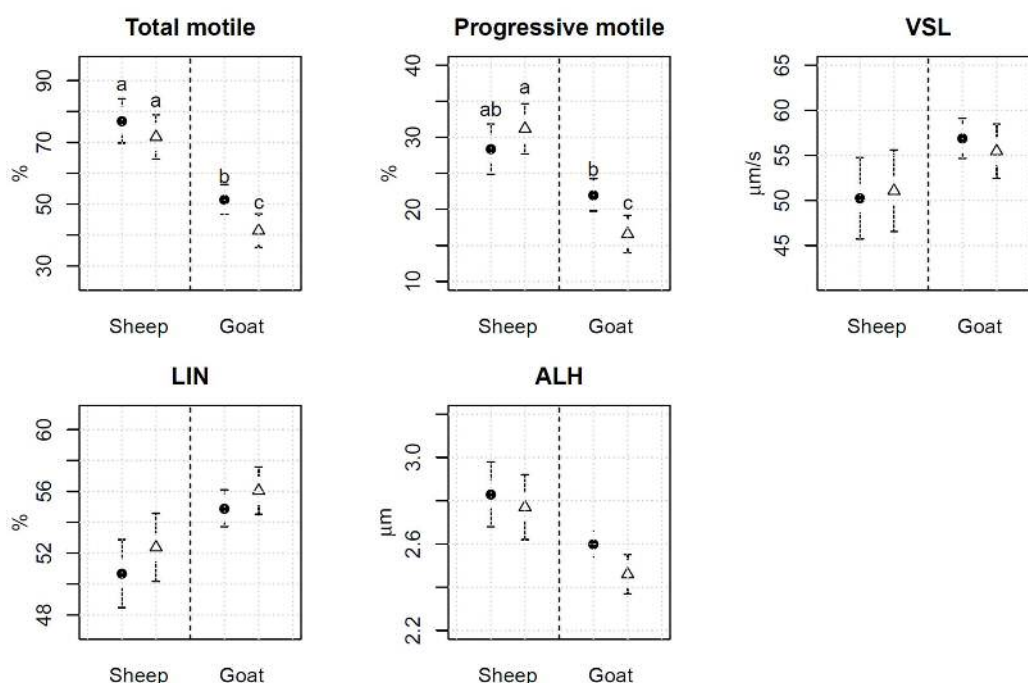 Total motile
Progressive motile
VSL
90
70
50
30
%
a
a
b
c
Sheep
Goat
40
30
20
10
%
ab
a
b
c
Sheep
Goat
65
60
55
50
45
µm/s
Sheep
Goat
LIN
ALH
60
56
52
48
%
Sheep
Goat
3.0
2.6
2.2
µm
Sheep
Goat